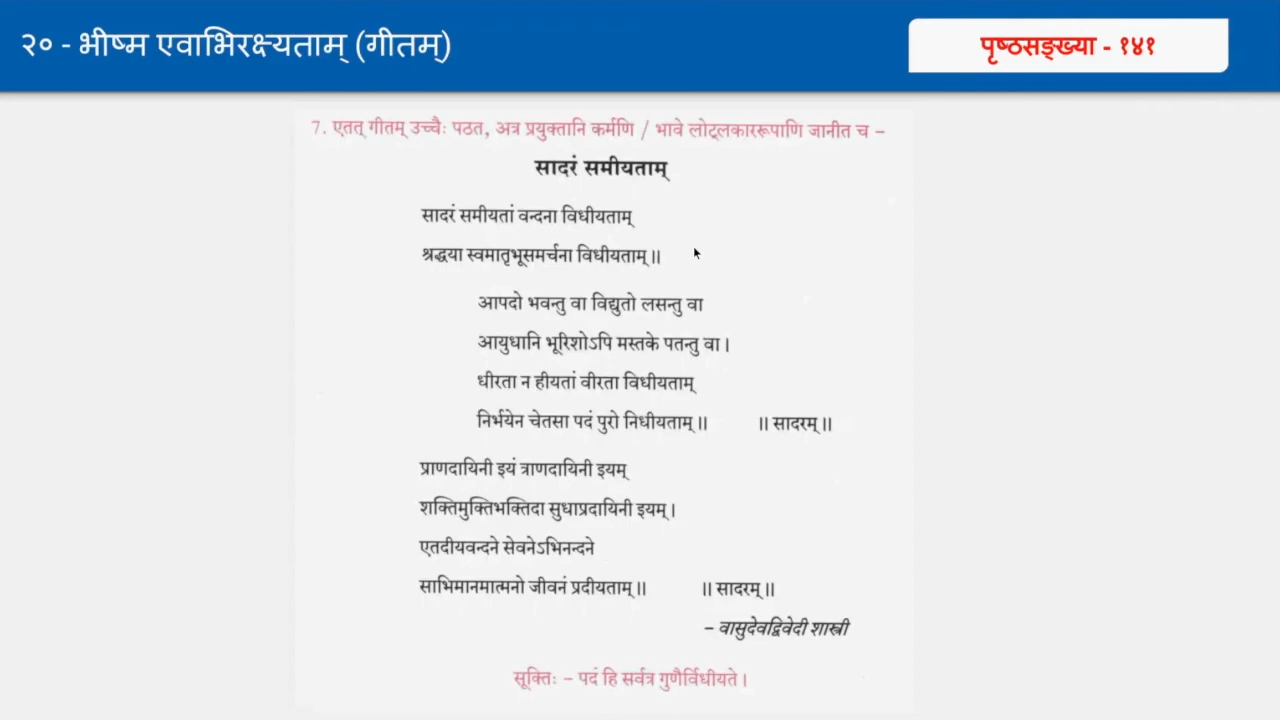 २० - भीष्म एवाभिरक्ष्यताम् (गीतम्)
पृष्ठसङ्ख्या - १४१
7. एतत् गीतम् उच्चैः पठत, अत्र प्रयुक्तानि कर्मणि / भावे लोट्लकाररूपाणि जानीत च –
सादरं समीयताम्
सादरं समीयतां वन्दना विधीयताम्
श्रद्धया स्वमातृभूसमर्चना विधीयताम् ॥
आपदो भवन्तु वा विद्युतो लसन्तु वा
आयुधानि भूरिशोऽपि मस्तके पतन्तु वा ।
धीरता न हीयतां वीरता विधीयताम्
निर्भयेन चेतसा पदं पुरो निधीयताम् ॥ ॥ सादरम् ॥
प्राणदायिनी इयं त्राणदायिनी इयम्
शक्तिमुक्तिभक्तिदा सुधाप्रदायिनी इयम् ।
एतदीयवन्दने सेवनेऽभिनन्दने
साभिमानमात्मनो जीवनं प्रदीयताम् ॥ ॥ सादरम् ॥
– वासुदेवद्विवेदी शास्त्री
सूक्तिः – पदं हि सर्वत्र गुणैर्विधीयते ।